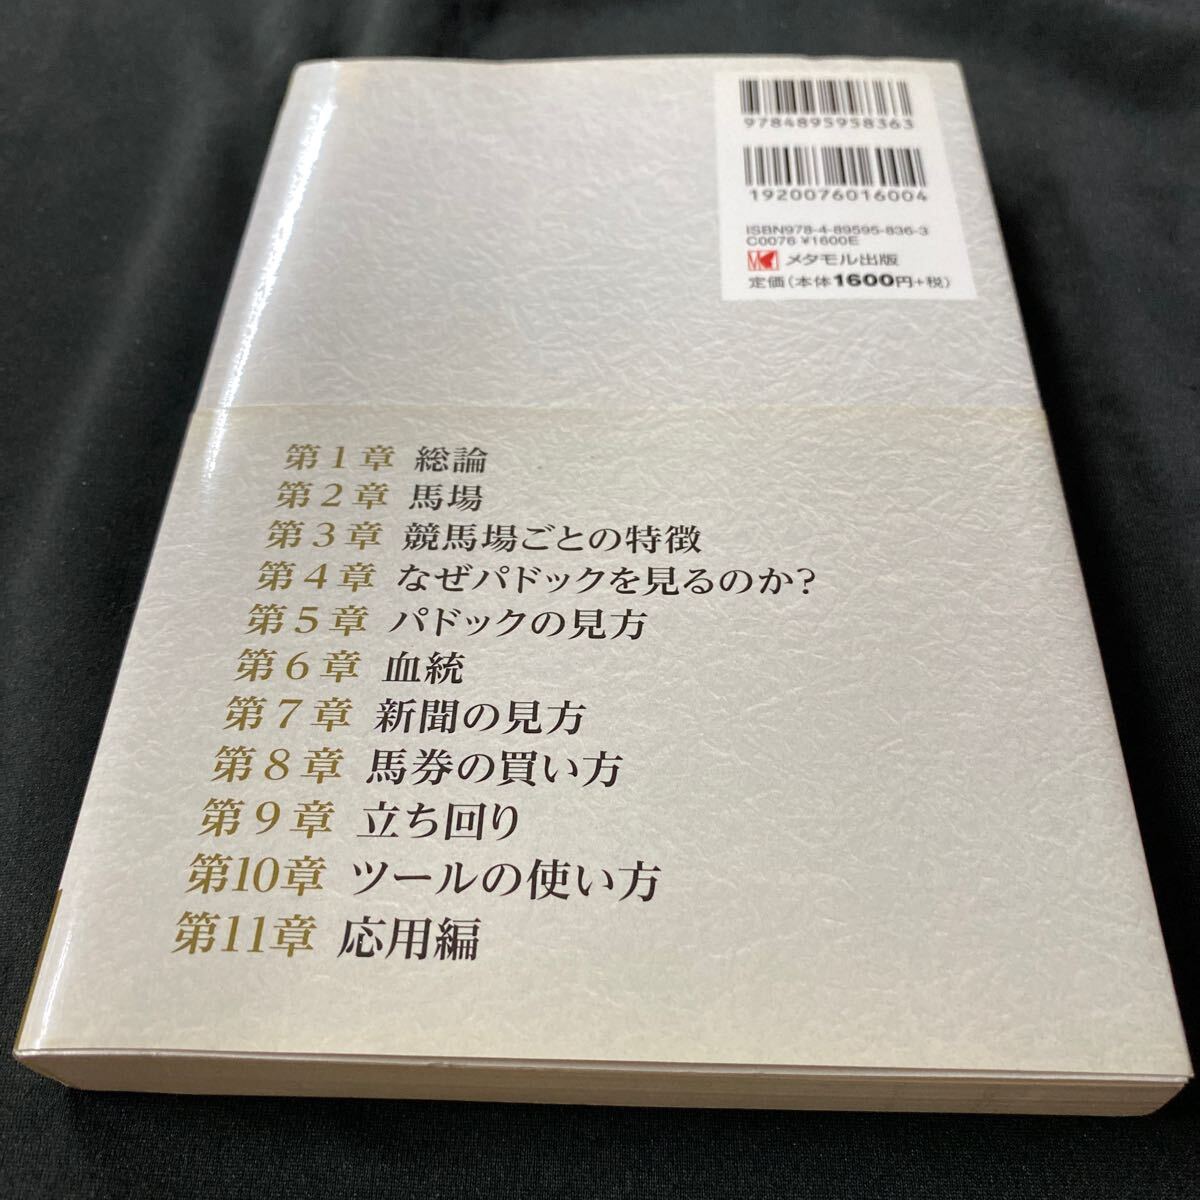 9784895958363
1920076016004
ISBN978-4-89595-836-3
C0076 ¥1600E
メタモル出版
定価(本体1600円+税)
第1章 総論
第2章 馬場
第3章 競馬場ごとの特徴
第4章 なぜパドックを見るのか?
第5章 パドックの見方
第6章 血統
第7章 新聞の見方
第8章 馬券の買い方
第9章 立ち回り
第10章 ツールの使い方
第11章 応用編